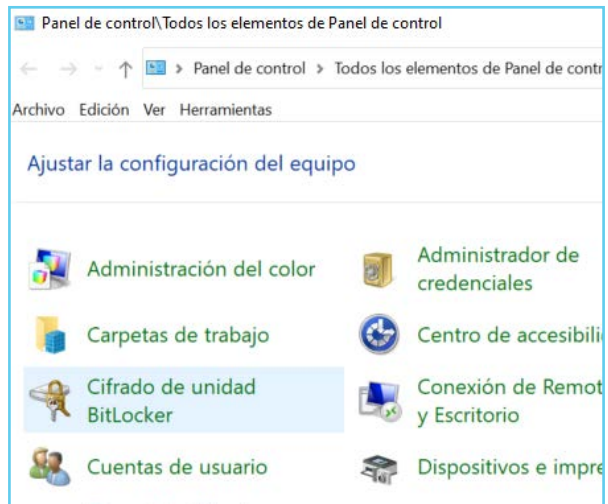 Panel de control\Todos los elementos de Panel de control
Panel de control > Todos los elementos de Panel de contr
Archivo Edición Ver Herramientas
Ajustar la configuración del equipo
Administración del color
Administrador de
credenciales
Carpetas de trabajo
Centro de accesibili
Cifrado de unidad
BitLocker
Conexión de Remot
y Escritorio
Cuentas de usuario
Dispositivos e impre